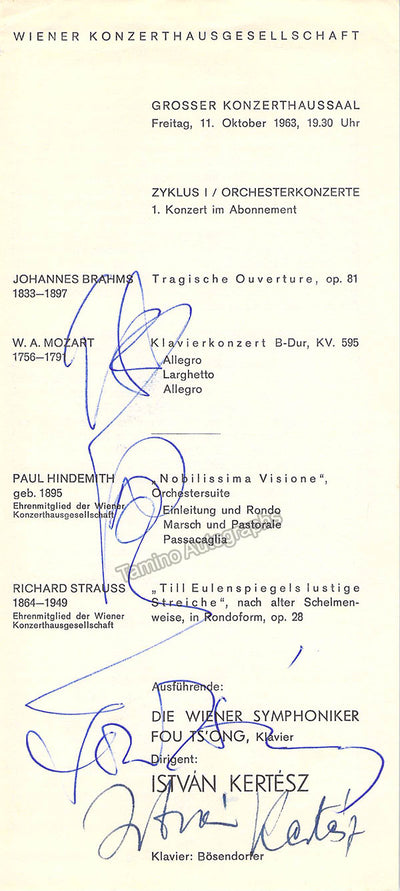 WIENER KONZERTHAUSGESELLSCHAFT
GROSSER KONZERTHAUSSAAL
Freitag, 11. Oktober 1963, 19.30 Uhr
ZYKLUS I / ORCHESTERKONZERTE
1. Konzert im Abonnement
JOHANNES BRAHMS
1833—1897
Tragische Ouverture, op. 81
W. A. MOZART
1756—1791
Klavierkonzert B-Dur, KV. 595
Allegro
Larghetto
Allegro
PAUL HINDEMITH
geb. 1895
Ehrenmitglied der Wiener
Konzerthausgesellschaft
„Nobilissima Visione“,
Orchestersuite
Einleitung und Rondo
Marsch und Pastorale
Passacaglia
Tamino Autographs
RICHARD STRAUSS
1864—1949
Ehrenmitglied der Wiener
Konzerthausgesellschaft
„Till Eulenspiegels lustige
Streiche“, nach alter Schelmen-
weise, in Rondoform, op. 28
Ausführende:
DIE WIENER SYMPHONIKER
FOU TS'ONG, Klavier
Dirigent:
ISTVÁN KERTÉSZ
István Kertész
Klavier: Bösendorfer